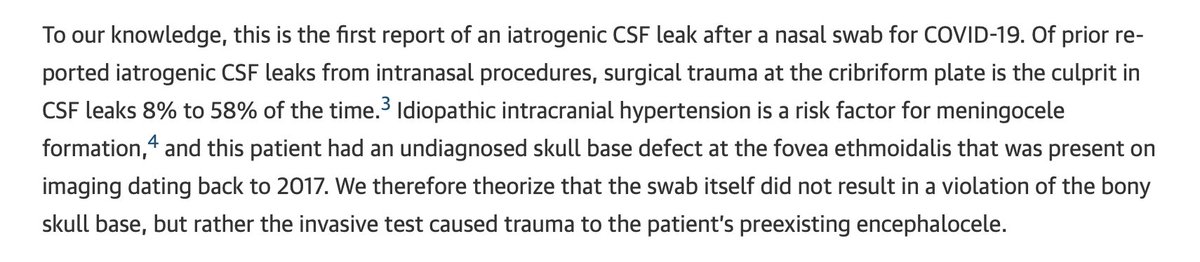 To our knowledge, this is the first report of an iatrogenic CSF leak after a nasal swab for COVID-19. Of prior re-
ported iatrogenic CSF leaks from intranasal procedures, surgical trauma at the cribriform plate is the culprit in
CSF leaks 8% to 58% of the time.3 Idiopathic intracranial hypertension is a risk factor for meningocele
formation,4 and this patient had an undiagnosed skull base defect at the fovea ethmoidalis that was present on
imaging dating back to 2017. We therefore theorize that the swab itself did not result in a violation of the bony
skull base, but rather the invasive test caused trauma to the patient’s preexisting encephalocele.